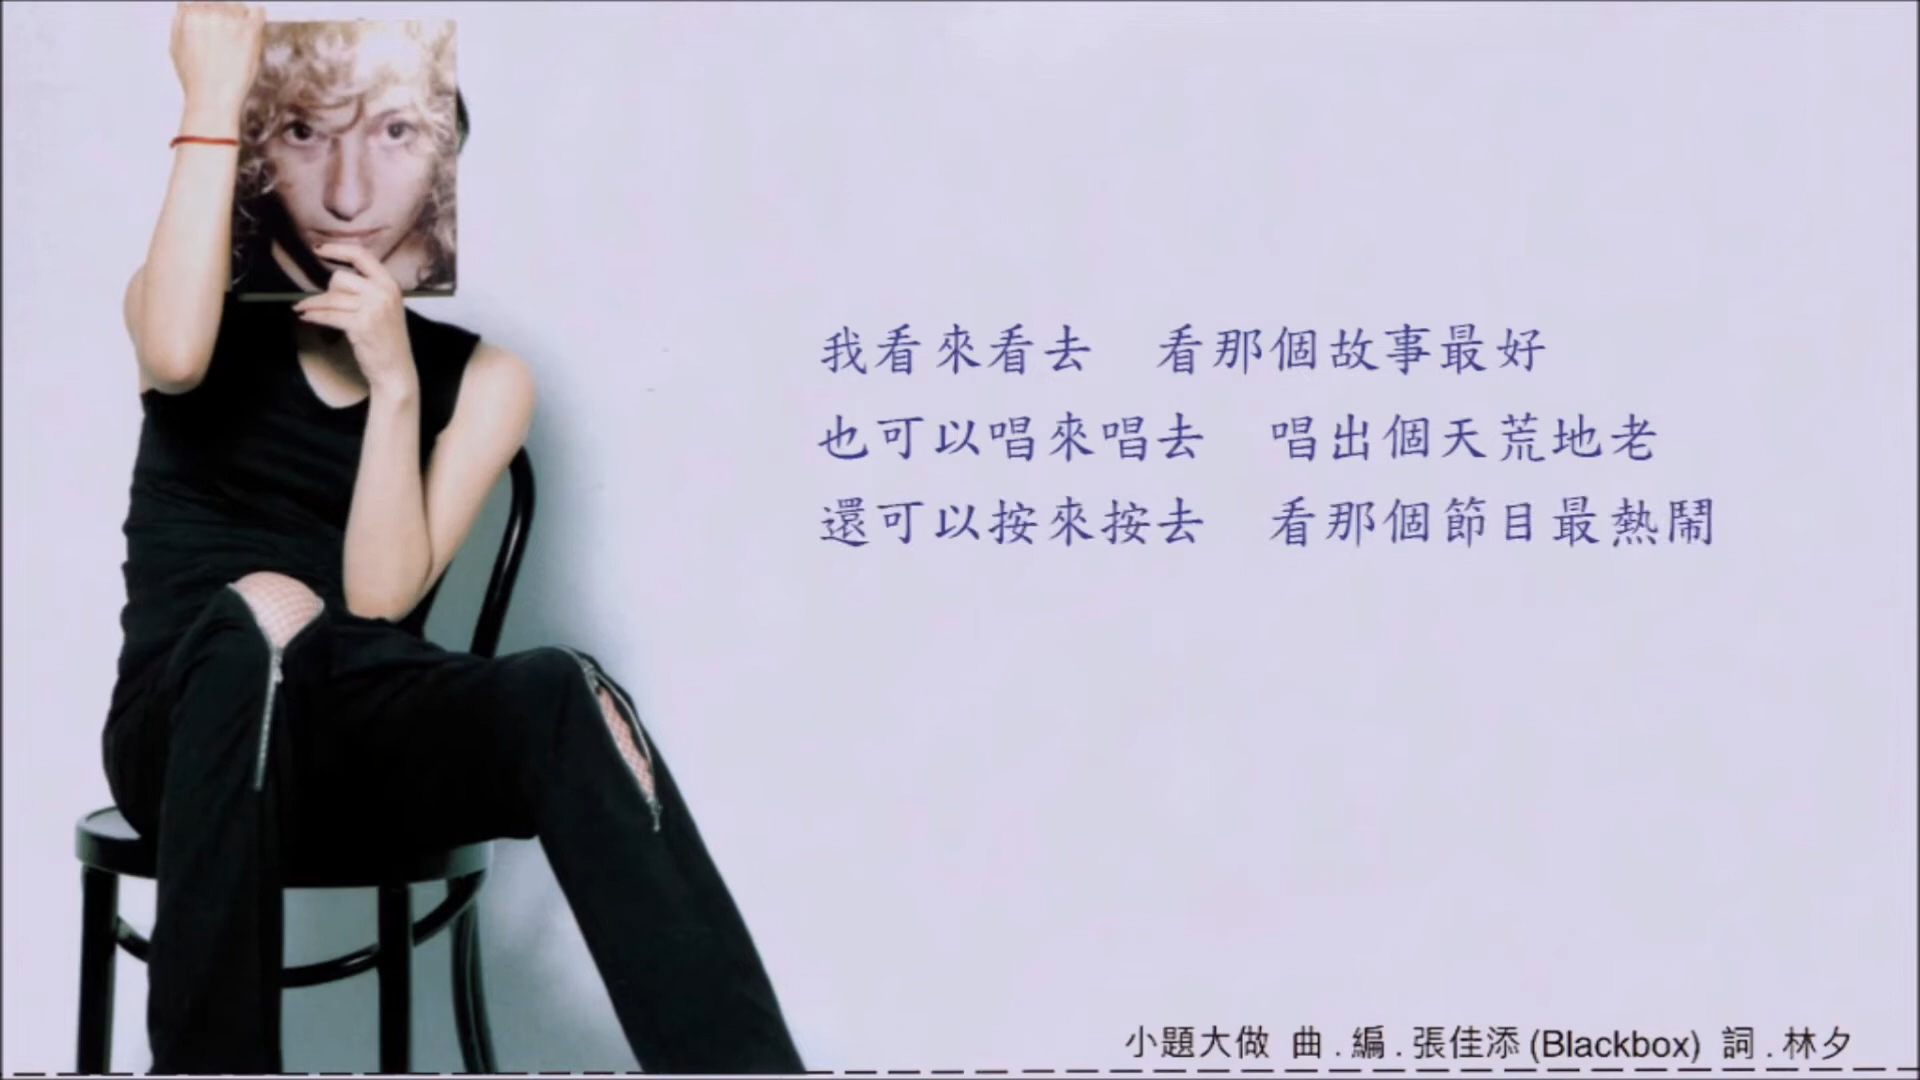 我看來看去　看那個故事最好
也可以唱來唱去　唱出個天荒地老
還可以按來按去　看那個節目最熱鬧
小題大做 曲.編.張佳添(Blackbox) 詞.林夕